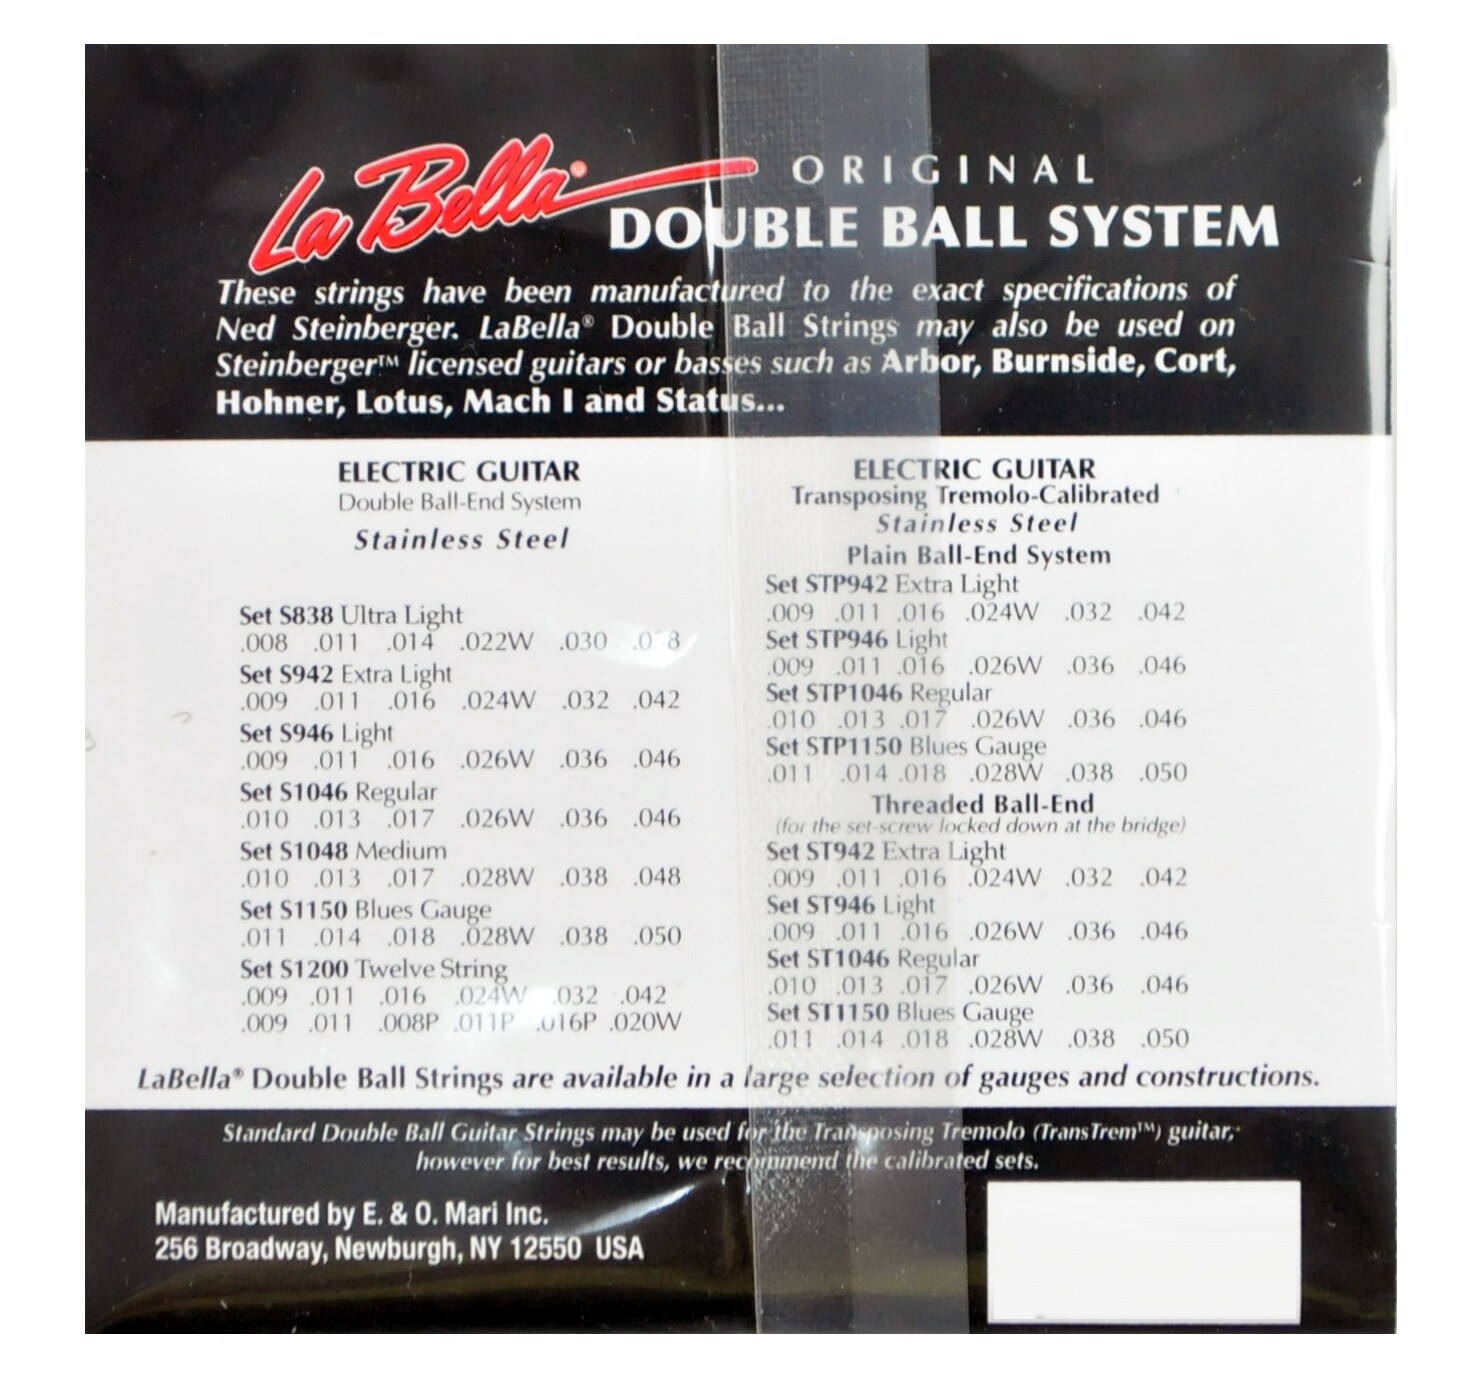 La Bella®
ORIGINAL
DOUBLE BALL SYSTEM
These strings have been manufactured to the exact specifications of
Ned Steinberger. LaBella® Double Ball Strings may also be used on
Steinberger™ licensed guitars or basses such as Arbor, Burnside, Cort,
Hohner, Lotus, Mach I and Status...
ELECTRIC GUITAR
Double Ball-End System
Stainless Steel
Set S838 Ultra Light
.008 .011 .014 .022W .030
Set S942 Extra Light
.009 .011 .016 .024W .032 .042
Set S946 Light
.009 .011 .016 .026W .036 .046
Set S1046 Regular
.010 .013 .017 .026W .036 .046
Set S1048 Medium
.010 .013 .017 .028W .038 .048
Set S1150 Blues Gauge
.011 .014 .018 .028W .038 .050
Set S1200 Twelve String
.009 .011 .016 .024W .032 .042
.009 .011 .008P .011P .016P .020W
ELECTRIC GUITAR
Transposing Tremolo-Calibrated
Stainless Steel
Plain Ball-End System
Set STP942 Extra Light
.009 .011 .016 .024W .032 .042
Set STP946 Light
.009 .011 .016 .026W .036 .046
Set STP1046 Regular
.010 .013 .017 .026W .036 .046
Set STP1150 Blues Gauge
.011 .014 .018 .028W .038 .050
Threaded Ball-End
(for the set-screw locked down at the bridge)
Set ST942 Extra Light
.009 .011 .016 .024W .032 .042
Set ST946 Light
.009 .011 .016 .026W .036 .046
Set ST1046 Regular
.010 .013 .017 .026W .036 .046
Set ST1150 Blues Gauge
.011 .014 .018 .028W .038 .050
LaBella® Double Ball Strings are available in a large selection of gauges and constructions.
Standard Double Ball Guitar Strings may be used for the Transposing Tremolo (TransTrem™) guitar,
however for best results, we recommend the calibrated sets.
Manufactured by E. & O. Mari Inc.
256 Broadway, Newburgh, NY 12550 USA